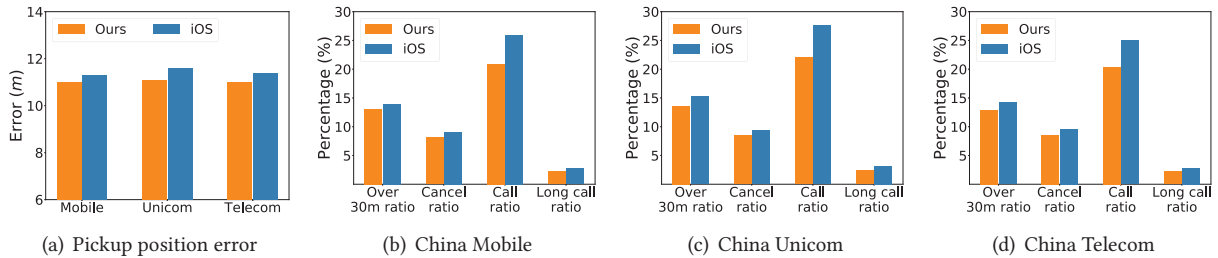 14
12
10
8
6
Error (m)
Ours
iOS
Mobile
Unicom
Telecom
(a) Pickup position error
30
25
20
15
10
5
Percentage (%)
Ours
iOS
Over
30m ratio
Cancel
ratio
Call
ratio
Long call
ratio
(b) China Mobile
30
25
20
15
10
5
Percentage (%)
Ours
iOS
Over
30m ratio
Cancel
ratio
Call
ratio
Long call
ratio
(c) China Unicom
30
25
20
15
10
5
Percentage (%)
Ours
iOS
Over
30m ratio
Cancel
ratio
Call
ratio
Long call
ratio
(d) China Telecom